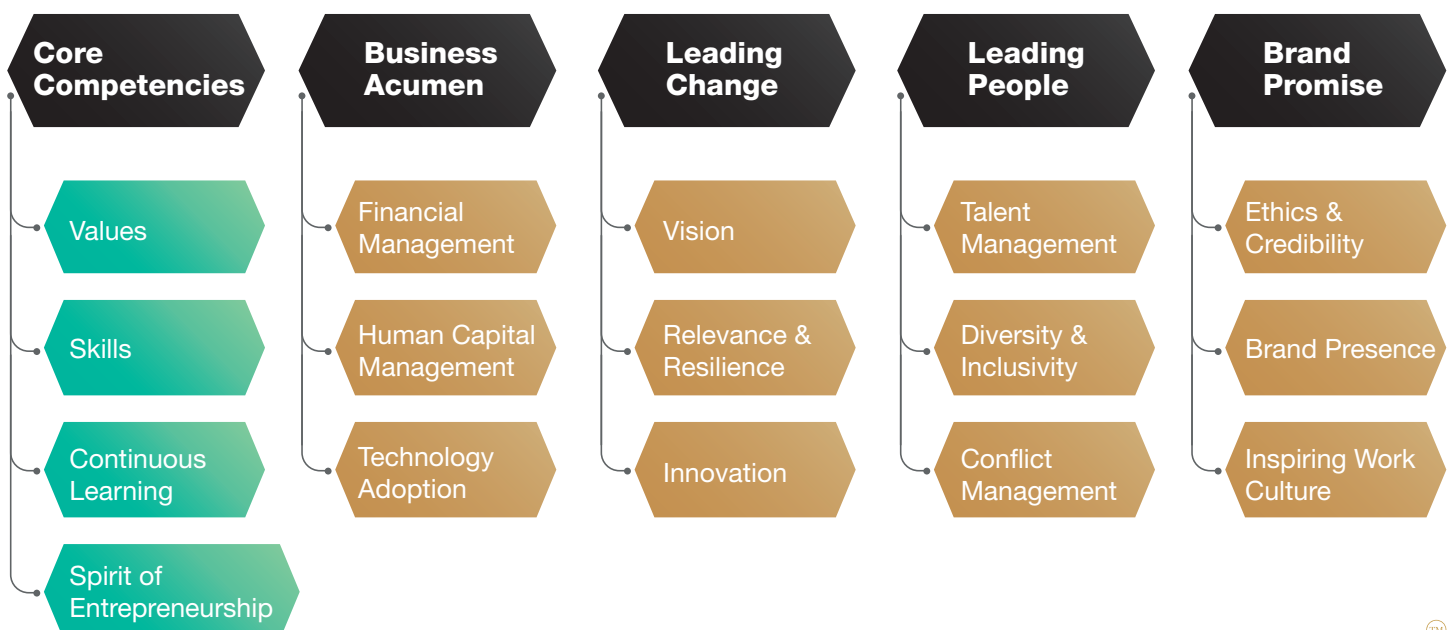 Core
Competencies
Values
Skills
Continuous
Learning
Spirit of
Entrepreneurship
Business
Acumen
Financial
Management
Human Capital
Management
Technology
Adoption
Leading
Change
Vision
Relevance &
Resilience
Innovation
Leading
People
Talent
Management
Diversity &
Inclusivity
Conflict
Management
Brand
Promise
Ethics &
Credibility
Brand Presence
Inspiring Work
Culture
TM